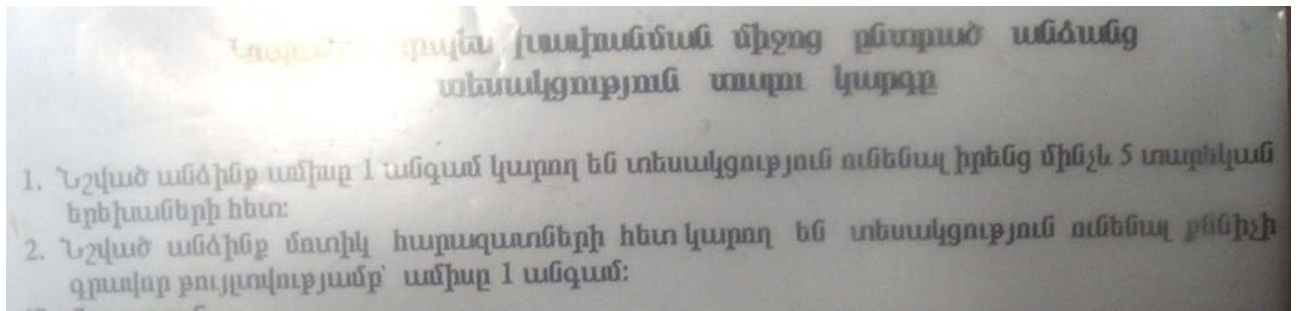 որպես խափանման միջոց ընտրած անձանց
տեսակցություն տալու կարգը
1. Նշված անձինք ամիսը 1 անգամ կարող են տեսակցություն ունենալ իրենց մինչև 5 տարեկան
երեխաների հետ:
2. Նշված անձինք մոտիկ հարազատների հետ կարող են տեսակցություն ունենալ քննիչի
գրավոր թույլտվությամբ՝ ամիսը 1 անգամ: